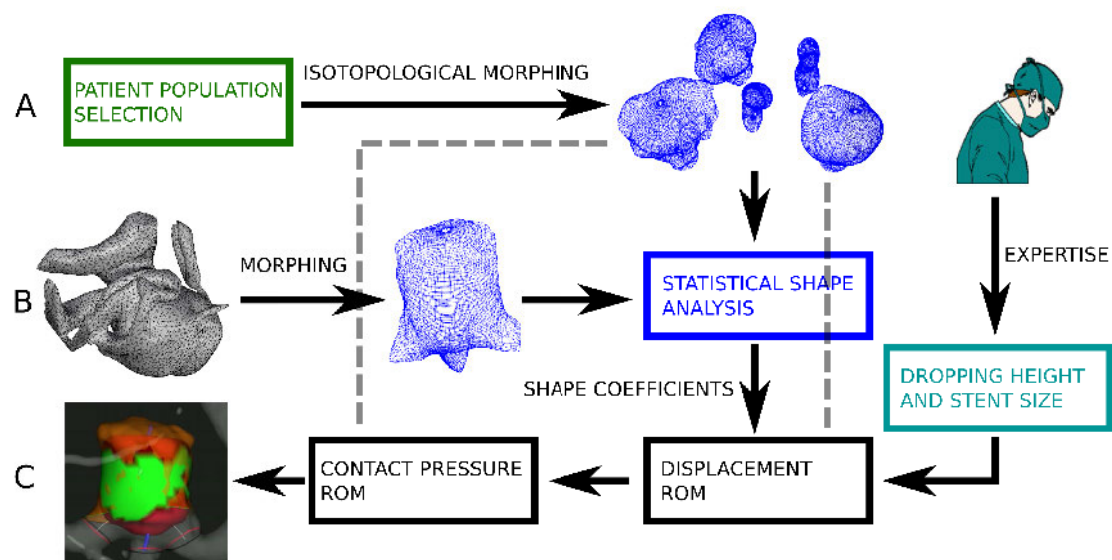 ISOTOPOLOGICAL MORPHING
A
PATIENT POPULATION
SELECTION
MORPHING
EXPERTISE
B
STATISTICAL SHAPE
ANALYSIS
SHAPE COEFFICIENTS
DROPPING HEIGHT
AND STENT SIZE
C
CONTACT PRESSURE
ROM
DISPLACEMENT
ROM